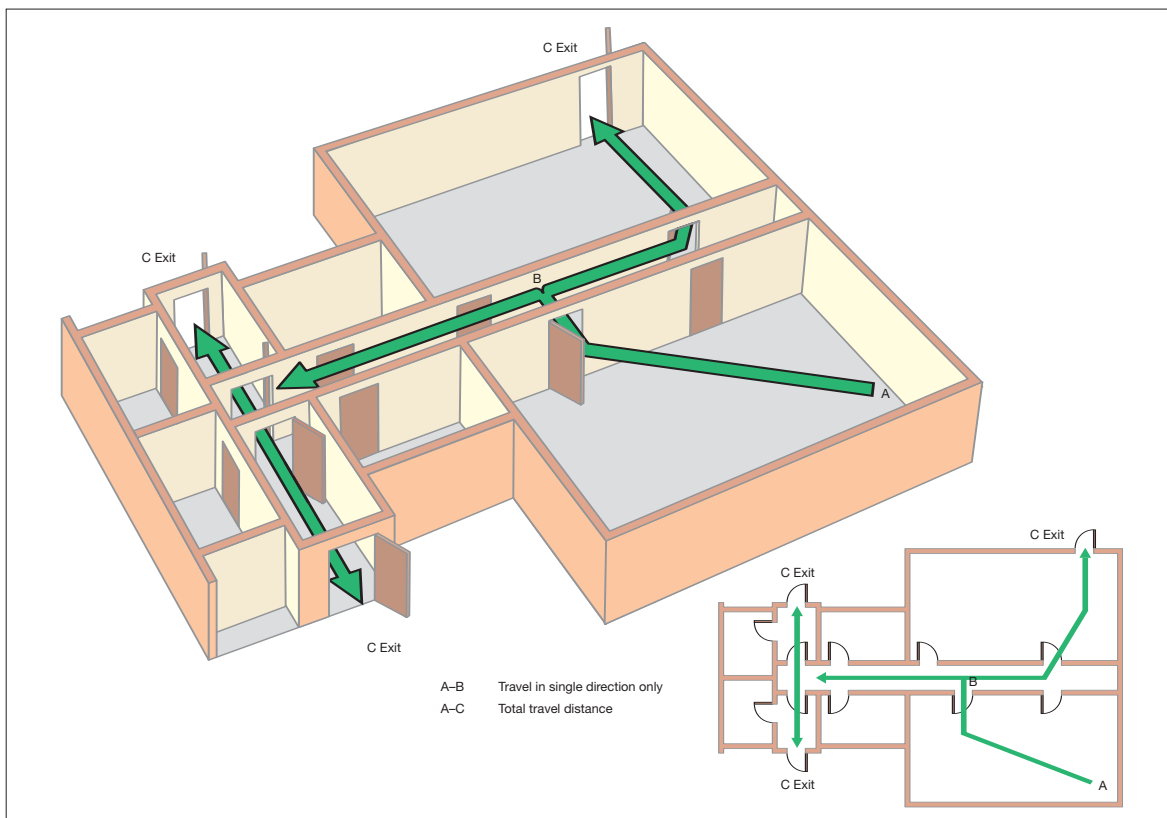 C Exit
C Exit
B
A
C Exit
A–B Travel in single direction only
A–C Total travel distance
C Exit
C Exit
B
A
C Exit